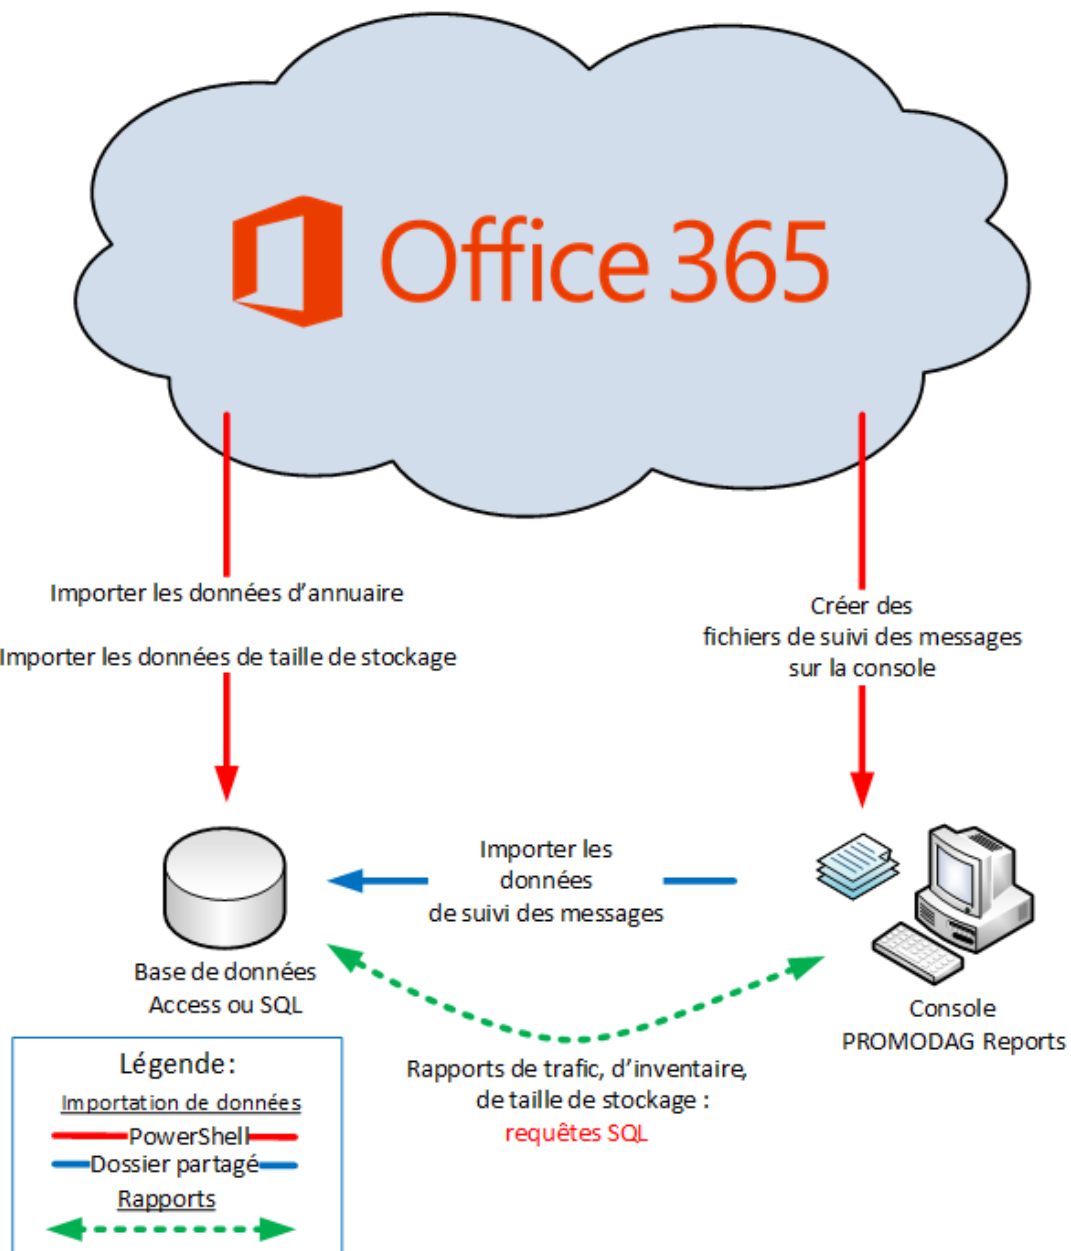 Office 365
Importer les données d'annuaire
Importer les données de taille de stockage
Créer des
fichiers de suivi des messages
sur la console
Importer les
données
de suivi des messages
Base de données
Access ou SQL
Console
PROMODAG Reports
Rapports de trafic, d'inventaire,
de taille de stockage :
requêtes SQL
Légende:
Importation de données
PowerShell
Dossier partagé
Rapports